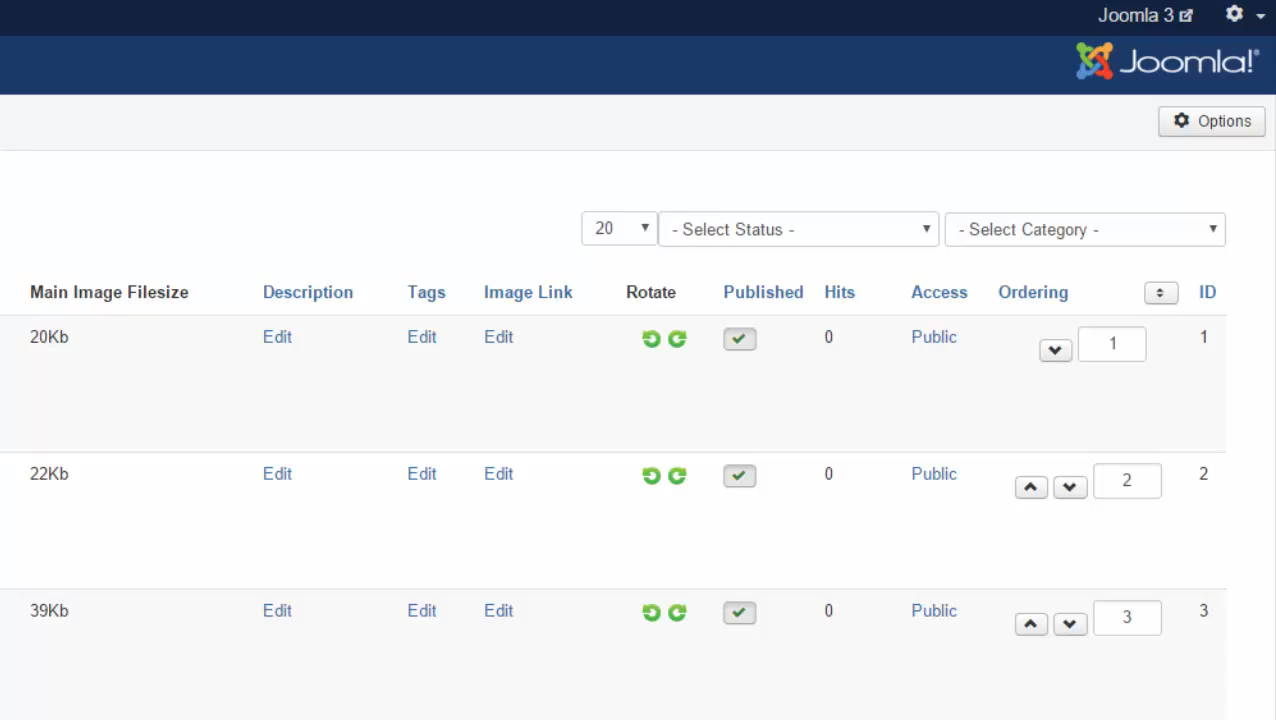 Joomla 3
Joomla!®
Options
20 - Select Status - - Select Category -
Main Image Filesize Description Tags Image Link Rotate Published Hits Access Ordering ID
20Kb Edit Edit Edit 0 Public 1 1
22Kb Edit Edit Edit 0 Public 2 2
39Kb Edit Edit Edit 0 Public 3 3